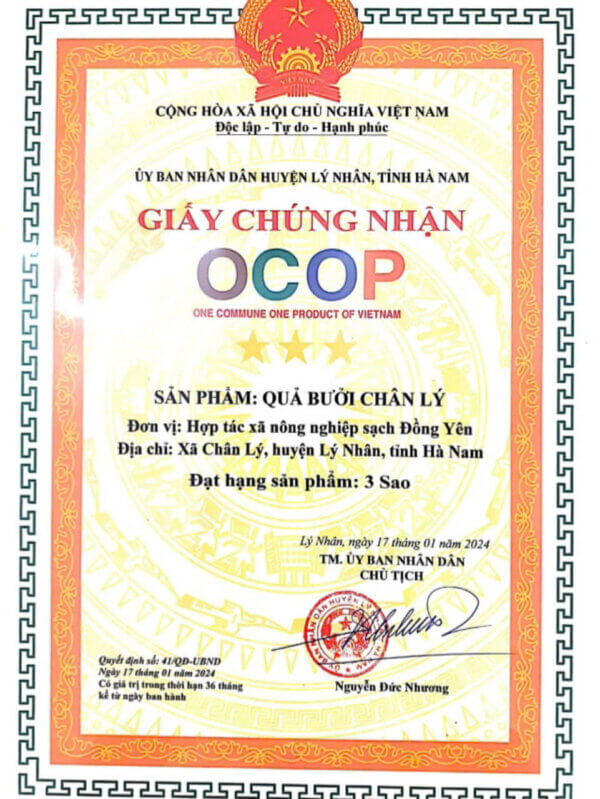 CỘNG HÒA XÃ HỘI CHỦ NGHĨA VIỆT NAM
Độc lập - Tự do - Hạnh phúc
ỦY BAN NHÂN DÂN HUYỆN LÝ NHÂN, TỈNH HÀ NAM
GIẤY CHỨNG NHẬN
OCOP
ONE COMMUNE ONE PRODUCT OF VIETNAM
SẢN PHẨM: QUẢ BƯỞI CHÂN LÝ
Đơn vị: Hợp tác xã nông nghiệp sạch Đồng Yên
Địa chỉ: Xã Chân Lý, huyện Lý Nhân, tỉnh Hà Nam
Đạt hạng sản phẩm: 3 Sao
Lý Nhân, ngày 17 tháng 01 năm 2024
TM. ỦY BAN NHÂN DÂN
CHỦ TỊCH
Quyết định số: 41/QĐ-UBND
Ngày 17 tháng 01 năm 2024
Có giá trị trong thời hạn 36 tháng
kể từ ngày ban hành
Nguyễn Đức Nhương